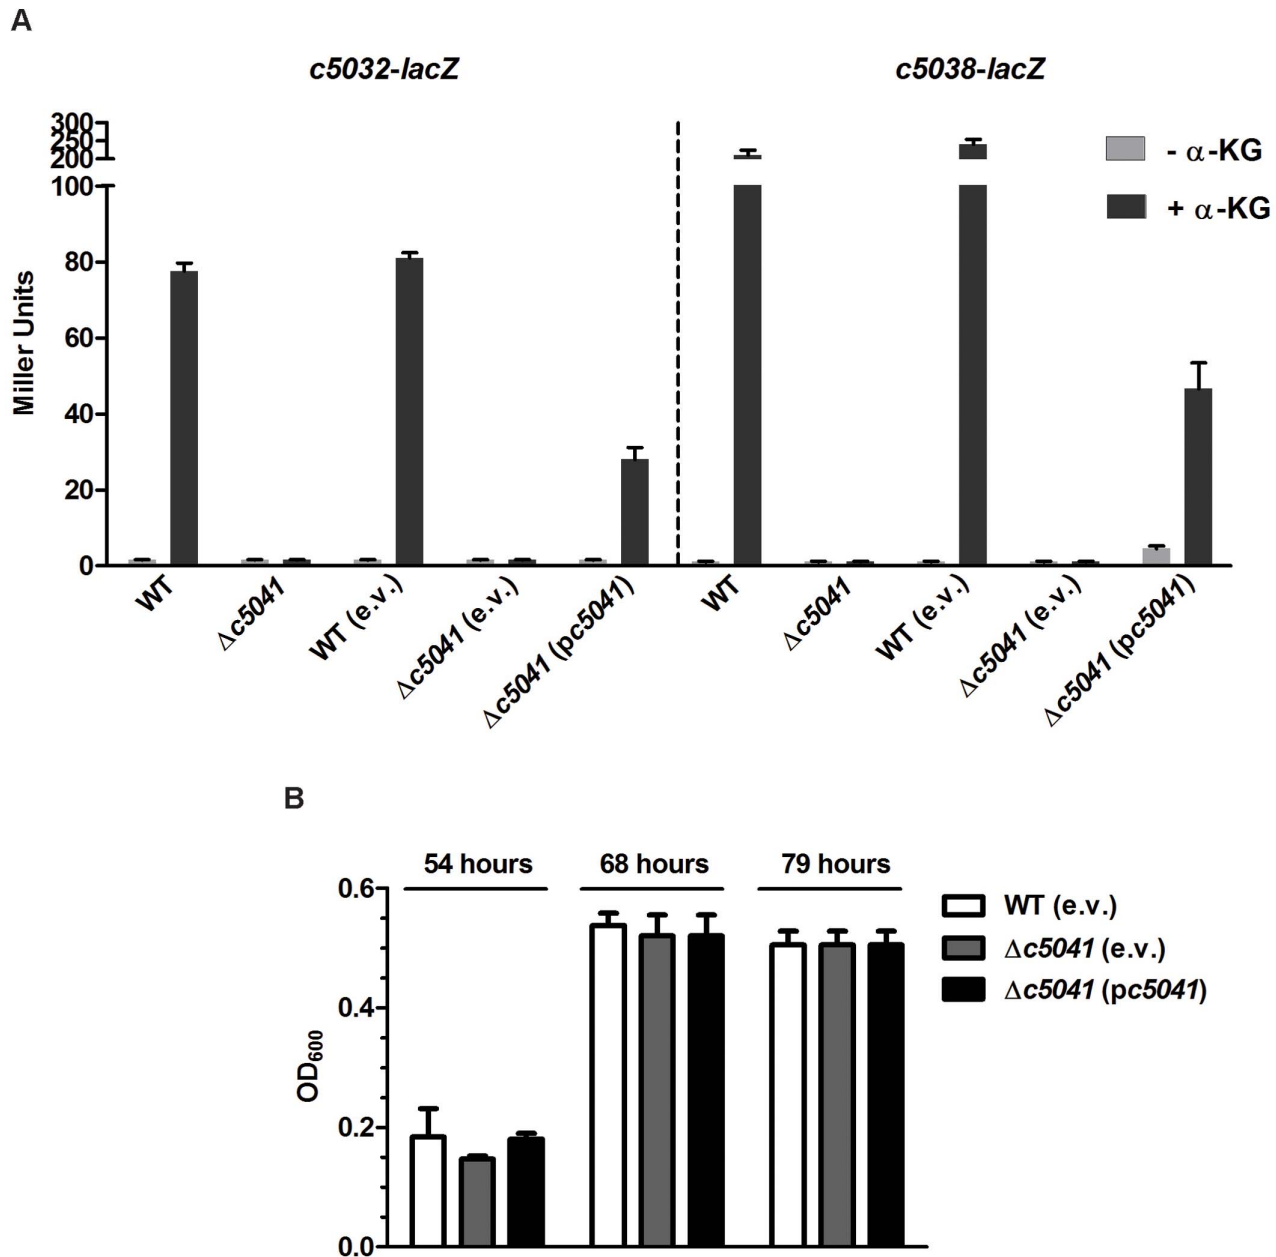 A
c5032-lacZ
c5038-lacZ
300
250
200
100
80
60
40
20
0
Miller Units
- α-KG
+ α-KG
WT
Δc5041
WT (e.v.)
Δc5041 (e.v.)
Δc5041 (pc5041)
WT
Δc5041
WT (e.v.)
Δc5041 (e.v.)
Δc5041 (pc5041)
B
54 hours
68 hours
79 hours
0.6
0.4
0.2
0.0
OD600
WT (e.v.)
Δc5041 (e.v.)
Δc5041 (pc5041)